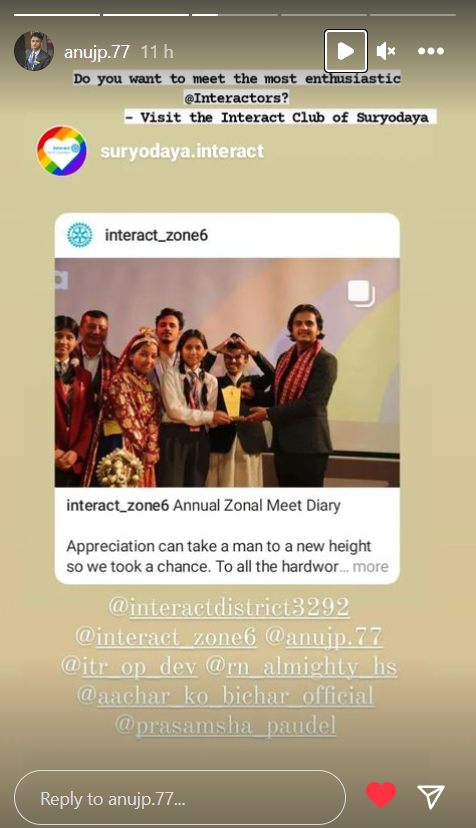 anujp.77 11 h
Do you want to meet the most enthusiastic
@Interactors?
- Visit the Interact Club of Suryodaya
suryodaya.interact
interact_zone6
interact_zone6 Annual Zonal Meet Diary
Appreciation can take a man to a new height
so we took a chance. To all the hardwor... more
@interactdistrict3292
@interact_zone6 @anujp.77
@itr_op_dev @rn_almighty_hs
@aachar_ko_bichar_official
@prasamsha_paudel
Reply to anujp.77...